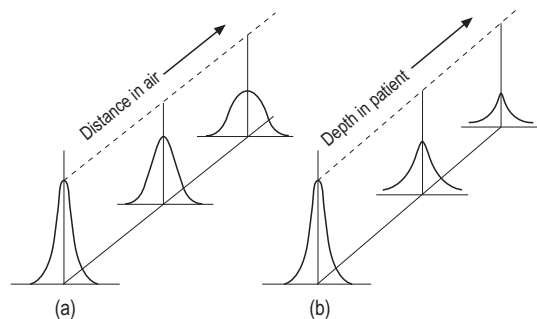 Distance in air
Depth in patient
(a)
(b)